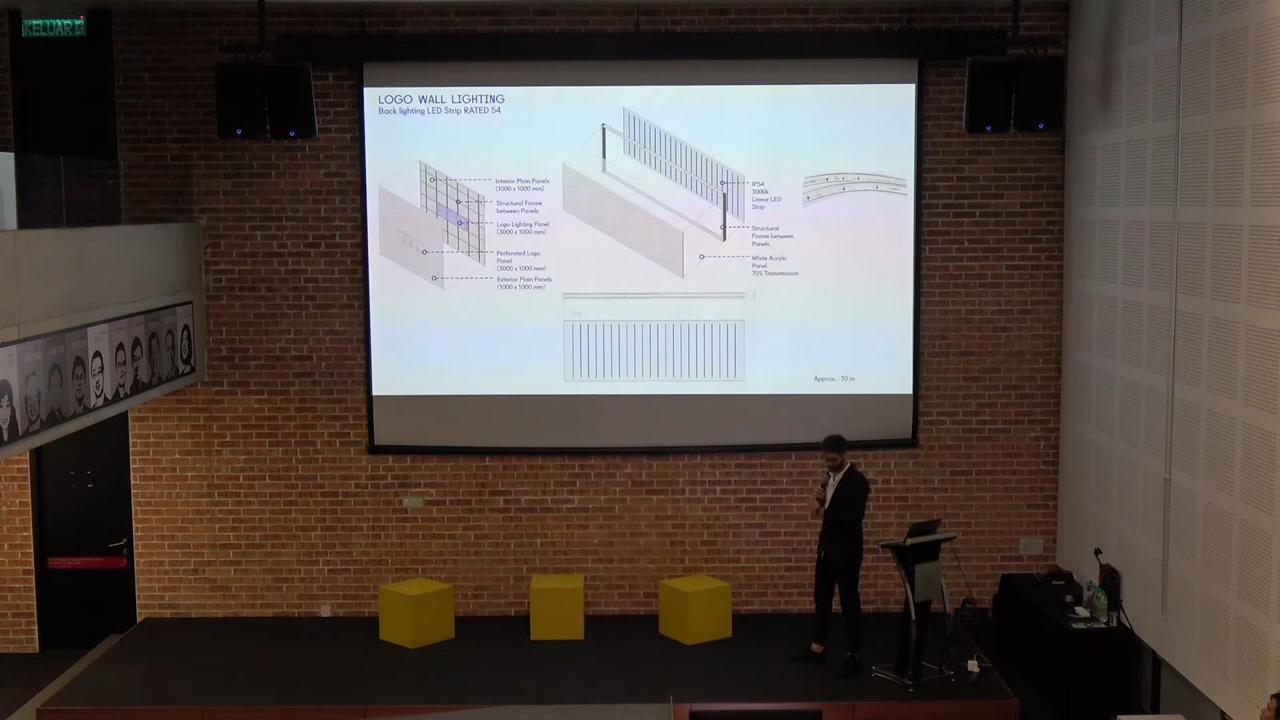 KELUAR
LOGO WALL LIGHTING
Back lighting LED Strip RATED 54
Interior Plain Panels
(1000 x 1000 mm)
Structural Frame
between Panels
Logo Lighting Panel
(3000 x 1000 mm)
Perforated Logo
Panel
(3000 x 1000 mm)
Exterior Plain Panels
(1000 x 1000 mm)
IP54
3000k
Linear LED
Strip
Structural
Frame between
Panels
White Acrylic
Panel
70% Transmission
Approx. : 10 m